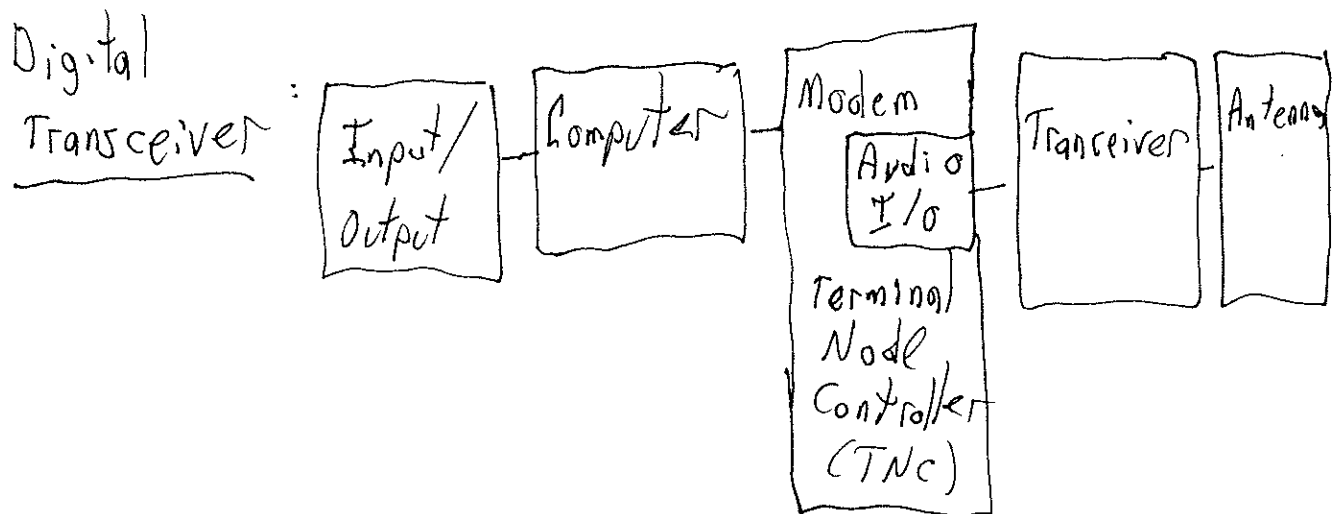 Digital
Transceiver :
Input/
Output
Computer
Modem
Audio
I/O
Terminal
Node
Controller
(TNC)
Tranceiver
Antenna